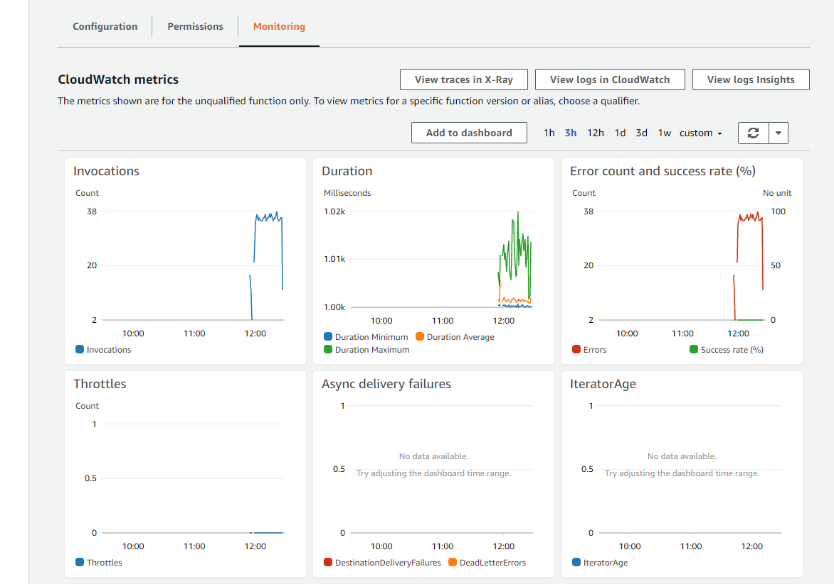 Configuration Permissions Monitoring
CloudWatch metrics View traces in X-Ray View logs in CloudWatch View logs Insights
The metrics shown are for the unqualified function only. To view metrics for a specific function version or alias, choose a qualifier.
Add to dashboard 1h 3h 12h 1d 3d 1w custom
Invocations
Count
38
20
2
10:00 11:00 12:00
Invocations
Duration
Milliseconds
1.02k
1.01k
1.00k
10:00 11:00 12:00
Duration Minimum Duration Average
Duration Maximum
Error count and success rate (%)
Count No unit
38 100
20 50
2 0
10:00 11:00 12:00
Errors Success rate (%)
Throttles
Count
1
0.5
0
10:00 11:00 12:00
Throttles
Async delivery failures
1
No data available.
0.5 Try adjusting the dashboard time range.
0
10:00 11:00 12:00
DestinationDeliveryFailures DeadLetterErrors
IteratorAge
1
No data available.
0.5 Try adjusting the dashboard time range.
0
10:00 11:00 12:00
IteratorAge